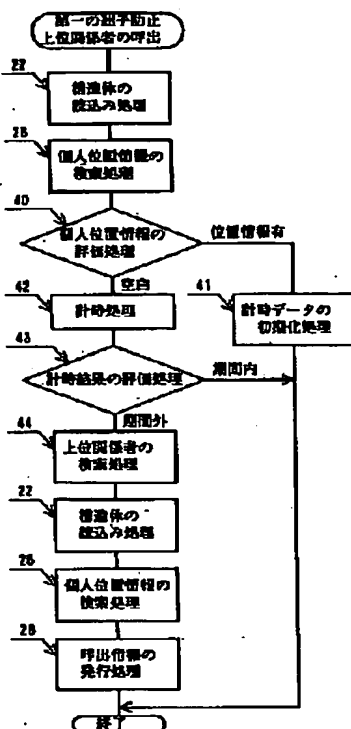 第一の遅予防止
上位関係者の呼出
22
構造体の
読込み処理
23
個人位置情報の
検索処理
40
個人位置情報の
評価処理
位置情報有
空白
42
計時処理
41
計時データの
初期化処理
43
計時結果の評価処理
期間内
期間外
44
上位関係者の
検索処理
22
構造体の
読込み処理
26
個人位置情報の
検索処理
28
呼出情報の
発行処理
終了